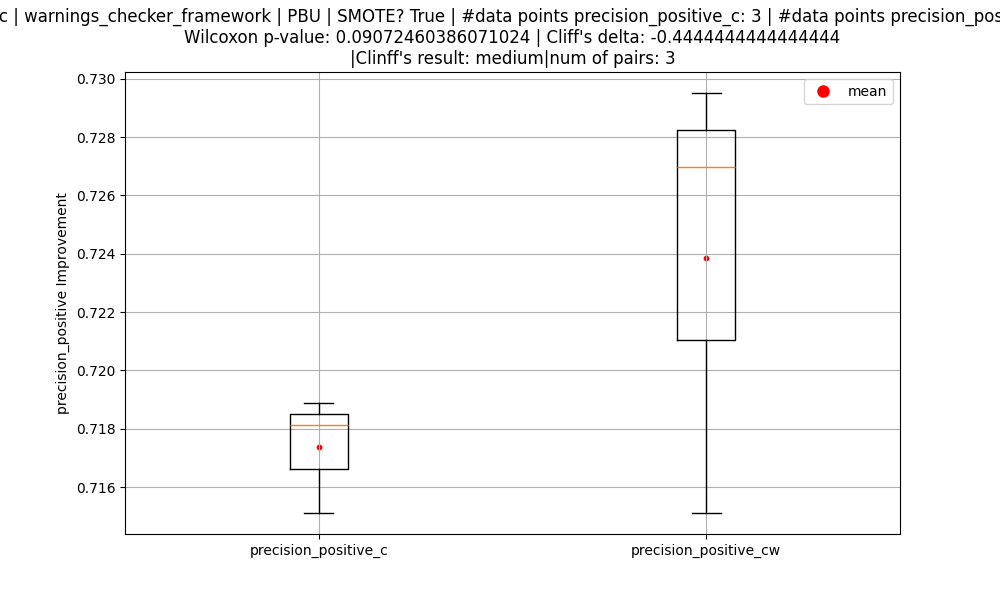 c | warnings_checker_framework | PBU | SMOTE? True | #data points precision_positive_c: 3 | #data points precision_pos
Wilcoxon p-value: 0.09072460386071024 | Cliff's delta: -0.4444444444444444
|Clinff's result: medium|num of pairs: 3
0.730
mean
0.728
0.726
0.724
0.722
0.720
0.718
0.716
precision_positive Improvement
precision_positive_c
precision_positive_cw